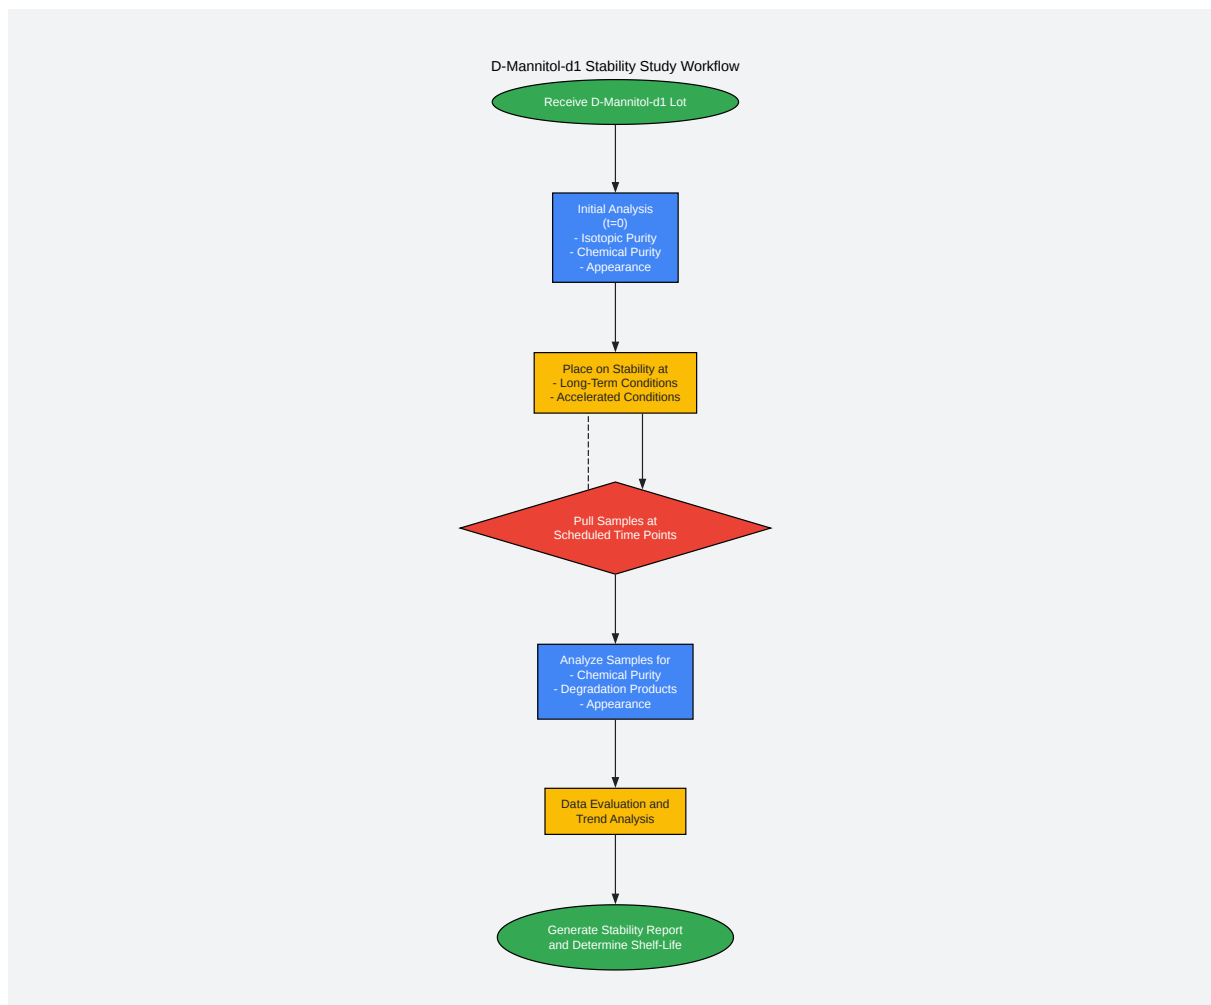 D-Mannitol-d1 Stability Study Workflow
Receive D-Mannitol-d1 Lot
Initial Analysis
(t=0)
- Isotopic Purity
- Chemical Purity
- Appearance
Place on Stability at
- Long-Term Conditions
- Accelerated Conditions
Pull Samples at
Scheduled Time Points
Analyze Samples for
- Chemical Purity
- Degradation Products
- Appearance
Data Evaluation and
Trend Analysis
Generate Stability Report
and Determine Shelf-Life